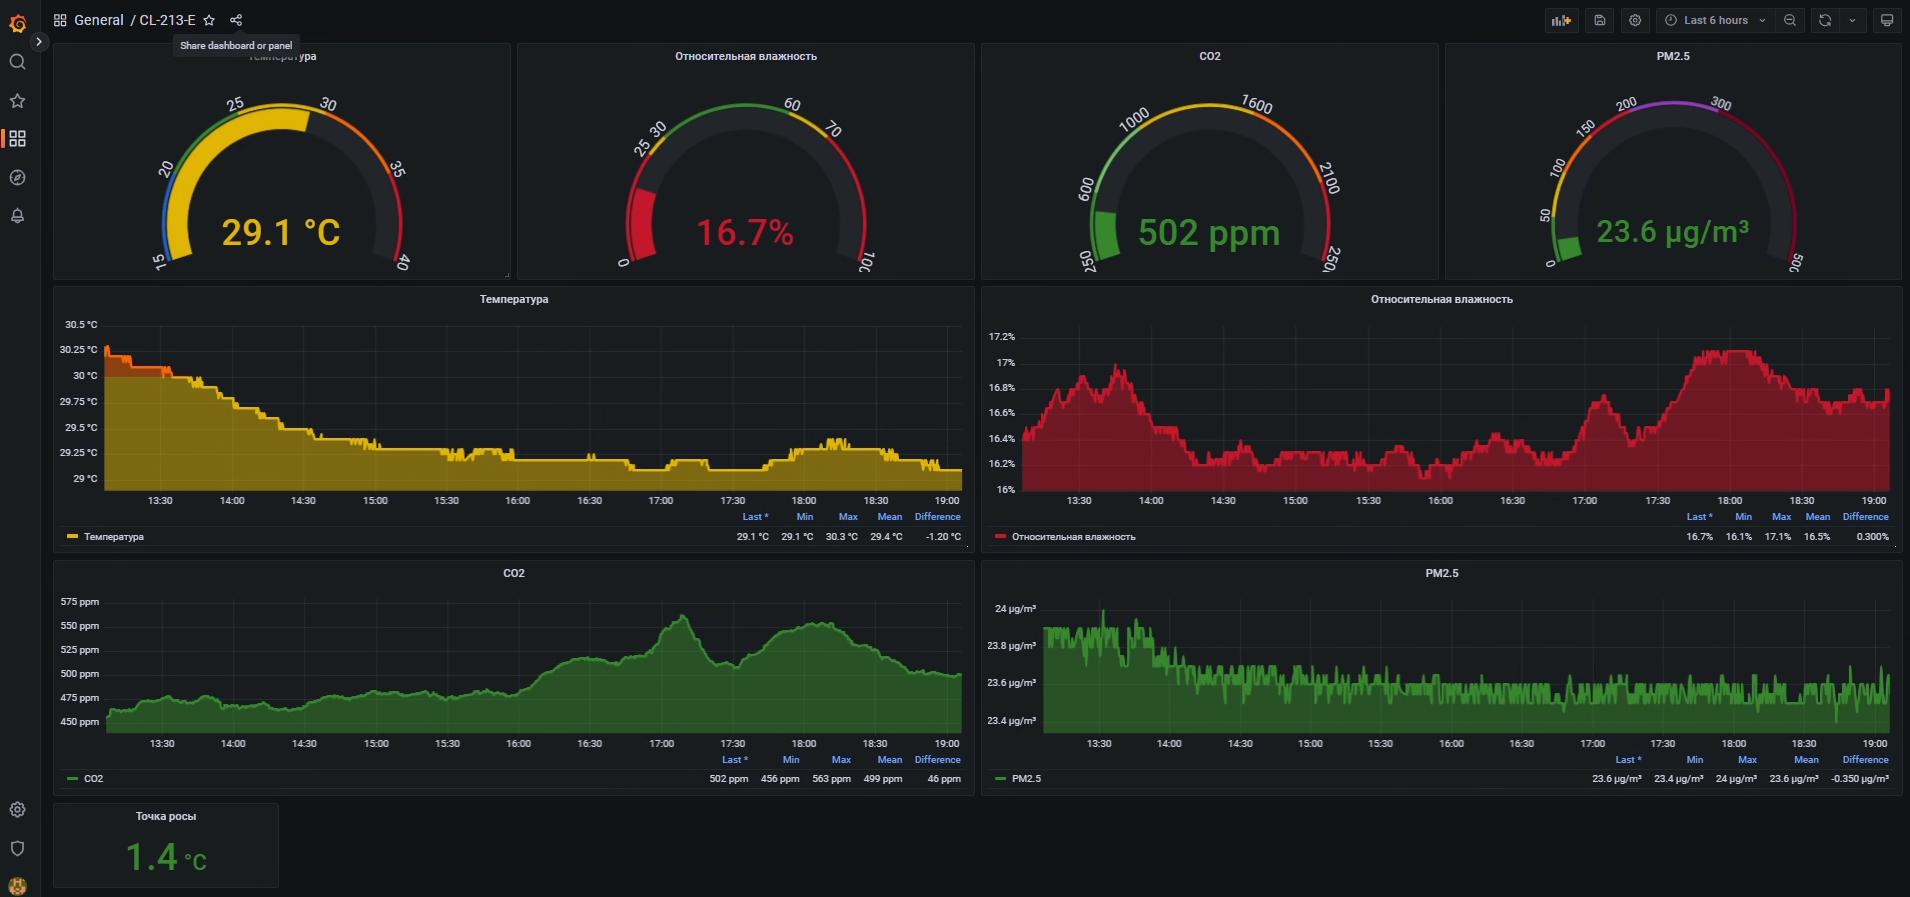 General / CL-213-E
Last 6 hours
Share dashboard or panel
Температура
15
20
25
30
35
40
29.1 °C
Относительная влажность
0
25
30
60
70
100
16.7%
CO2
250
600
1000
1600
2100
2500
502 ppm
PM2.5
0
50
100
150
200
300
500
23.6 µg/m³
Температура
30.5 °C
30.25 °C
30 °C
29.75 °C
29.5 °C
29.25 °C
29 °C
13:30 14:00 14:30 15:00 15:30 16:00 16:30 17:00 17:30 18:00 18:30 19:00
Last * Min Max Mean Difference
Температура 29.1 °C 29.1 °C 30.3 °C 29.4 °C -1.20 °C
Относительная влажность
17.2%
17%
16.8%
16.6%
16.4%
16.2%
16%
13:30 14:00 14:30 15:00 15:30 16:00 16:30 17:00 17:30 18:00 18:30 19:00
Last * Min Max Mean Difference
Относительная влажность 16.7% 16.1% 17.1% 16.5% 0.300%
CO2
575 ppm
550 ppm
525 ppm
500 ppm
475 ppm
450 ppm
13:30 14:00 14:30 15:00 15:30 16:00 16:30 17:00 17:30 18:00 18:30 19:00
Last * Min Max Mean Difference
CO2 502 ppm 456 ppm 563 ppm 499 ppm 46 ppm
PM2.5
24 µg/m³
23.8 µg/m³
23.6 µg/m³
23.4 µg/m³
13:30 14:00 14:30 15:00 15:30 16:00 16:30 17:00 17:30 18:00 18:30 19:00
Last * Min Max Mean Difference
PM2.5 23.6 µg/m³ 23.4 µg/m³ 24 µg/m³ 23.6 µg/m³ -0.350 µg/m³
Точка росы
1.4 °C